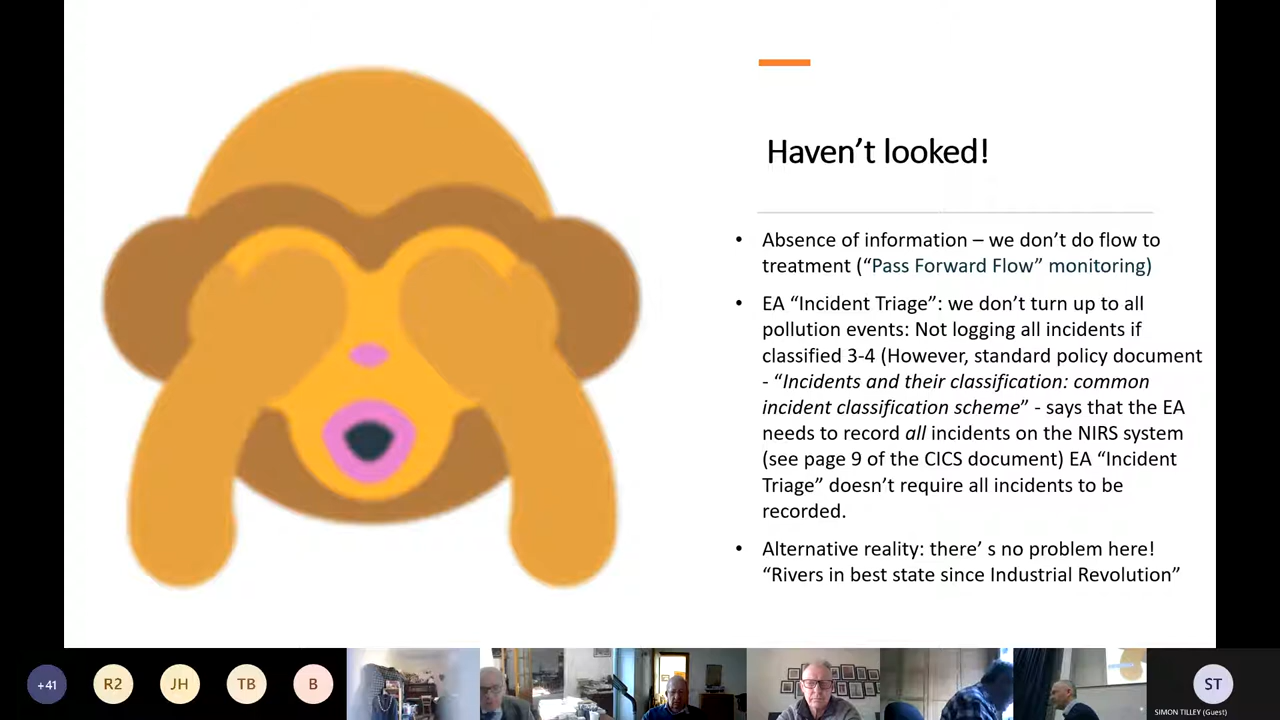 Haven’t looked!
• Absence of information – we don’t do flow to
treatment (“Pass Forward Flow” monitoring)
• EA “Incident Triage”: we don’t turn up to all
pollution events: Not logging all incidents if
classified 3-4 (However, standard policy document
- “Incidents and their classification: common
incident classification scheme” - says that the EA
needs to record all incidents on the NIRS system
(see page 9 of the CICS document) EA “Incident
Triage” doesn’t require all incidents to be
recorded.
• Alternative reality: there’ s no problem here!
“Rivers in best state since Industrial Revolution”
+41
R2
JH
TB
B
ST
SIMON TILLEY (Guest)